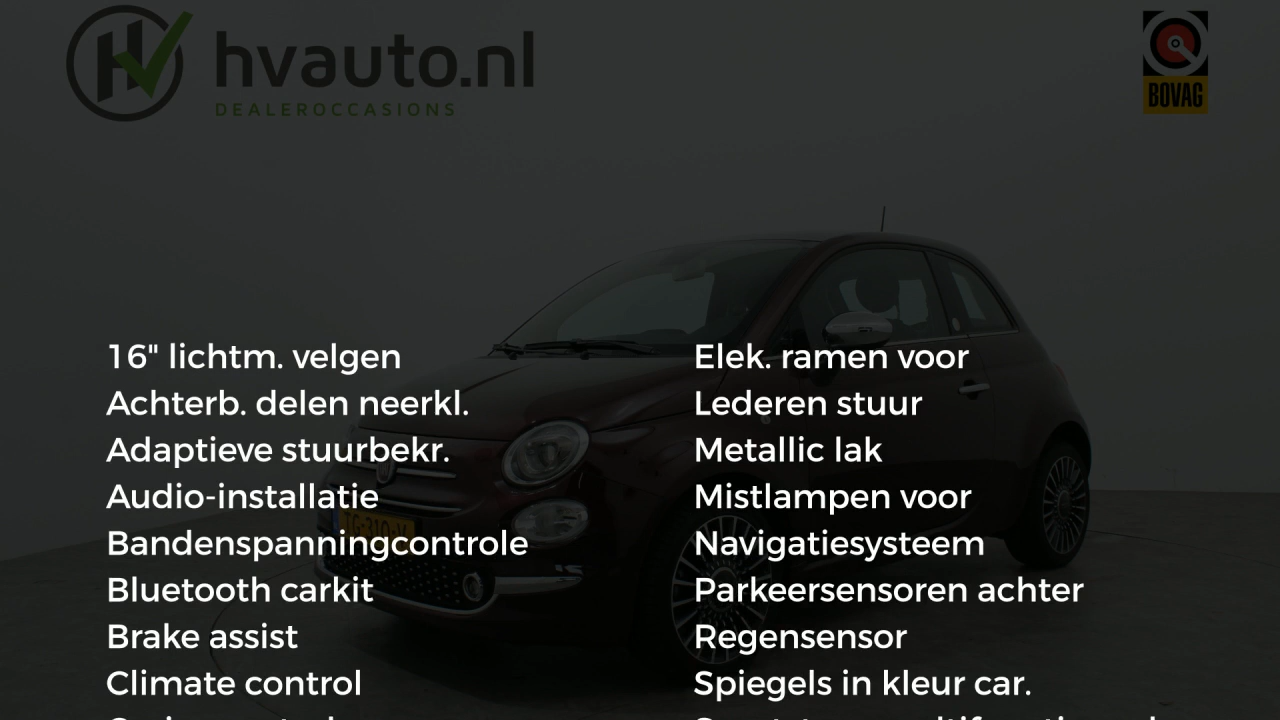 hvauto.nl
DEALEROCCASIONS
BOVAG
16" lichtm. velgen
Achterb. delen neerkl.
Adaptieve stuurbekr.
Audio-installatie
Bandenspanningcontrole
Bluetooth carkit
Brake assist
Climate control
Elek. ramen voor
Lederen stuur
Metallic lak
Mistlampen voor
Navigatiesysteem
Parkeersensoren achter
Regensensor
Spiegels in kleur car.